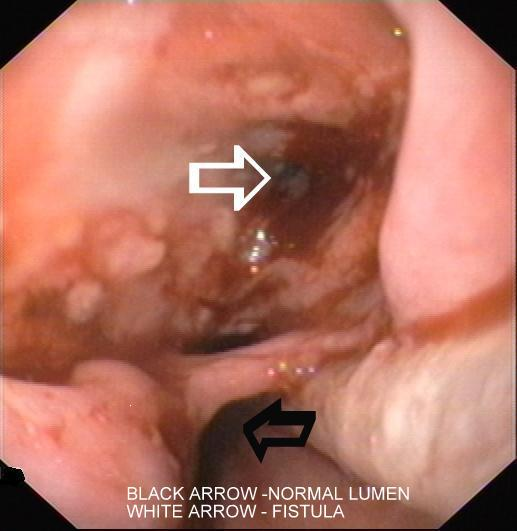 BLACK ARROW -NORMAL LUMEN
WHITE ARROW - FISTULA